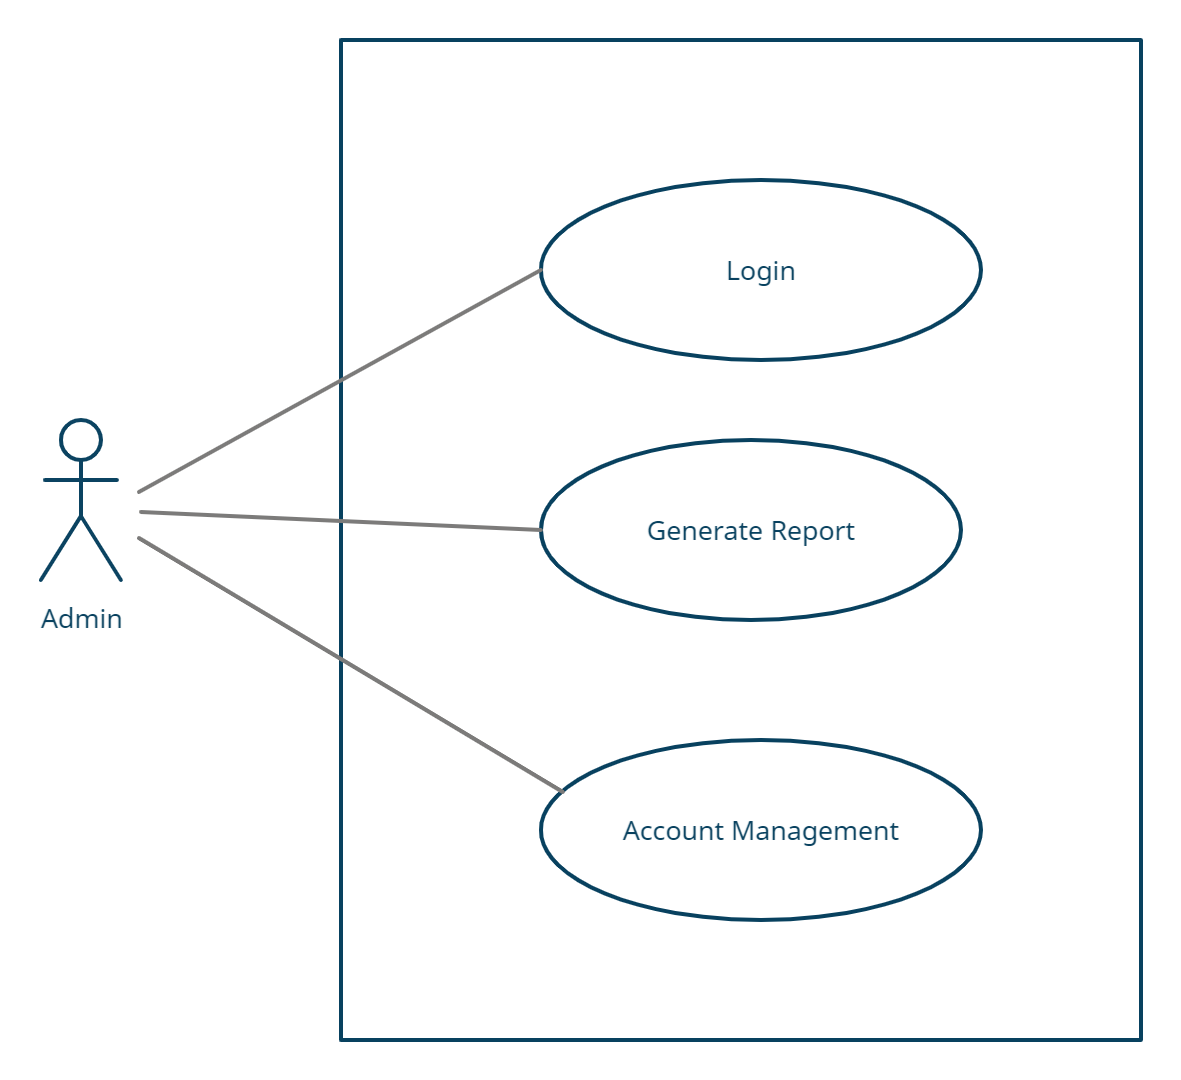 Login
Generate Report
Admin
Account Management